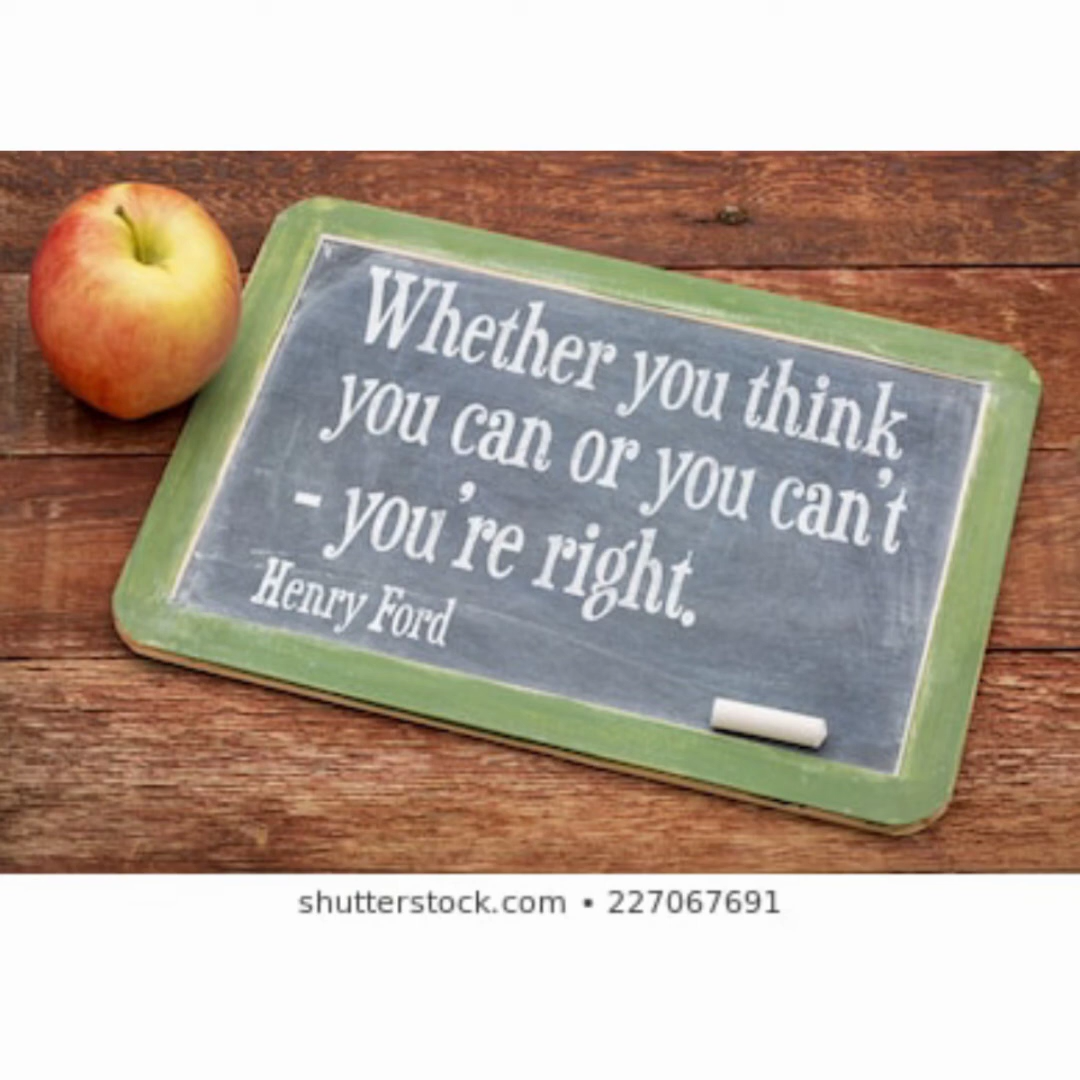 Whether you think
you can or you can't
- you're right.
Henry Ford
shutterstock.com • 227067691